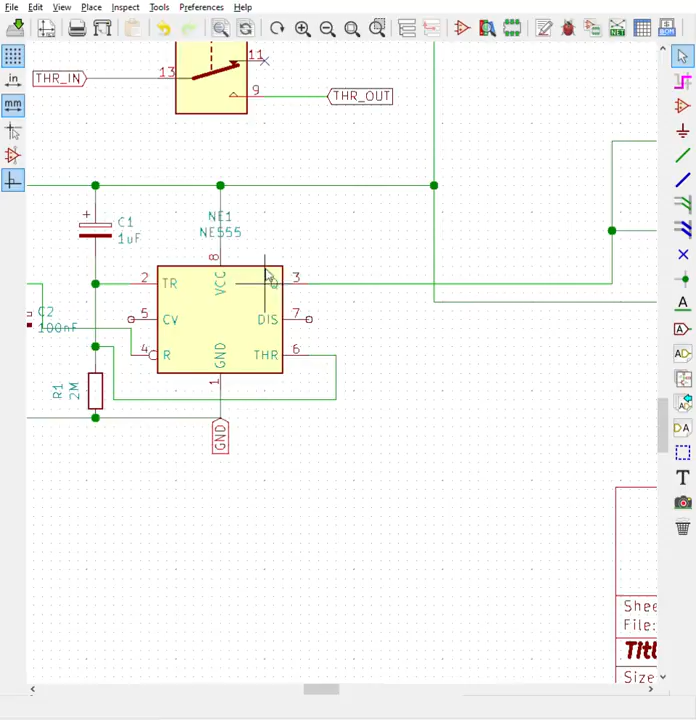 File Edit View Place Inspect Tools Preferences Help
in
mm
11
THR_IN 13
9 THR_OUT
+ C1
1uF
NE1
NE555
8
2 TR VCC Q 3
C2
100nF
5 CV DIS 7
4 R GND THR 6
R1
2M
1
GND
A
A
DA
T
Shee
File:
Titl
Size